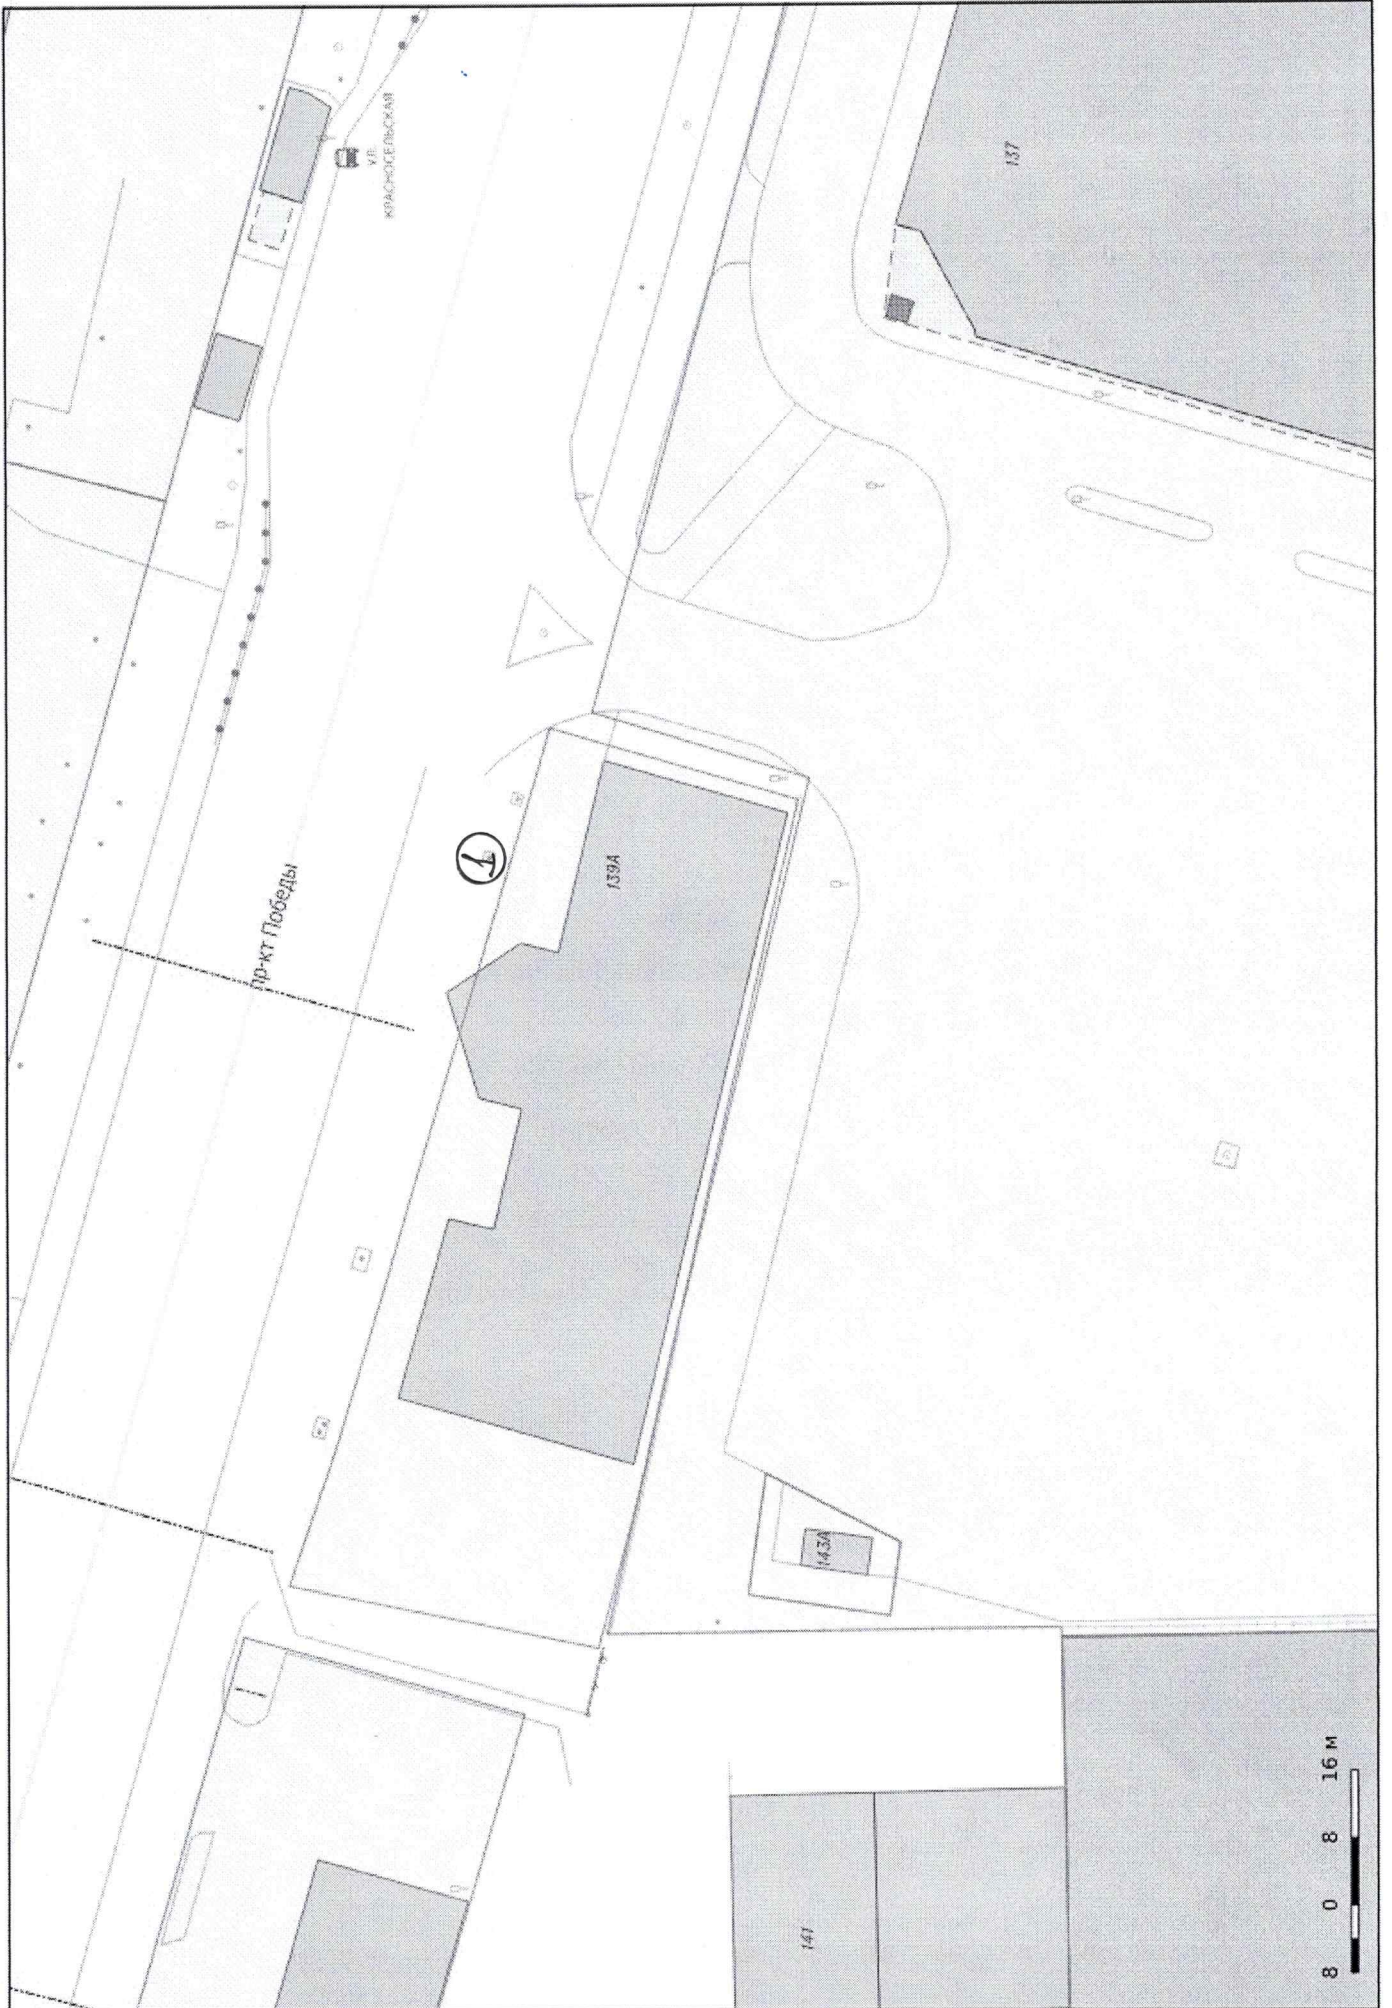 ул.
КРАСНОСЕЛЬСКАЯ
137
пр-кт Победы
1
139А
143А
141
8 0 8 16 м